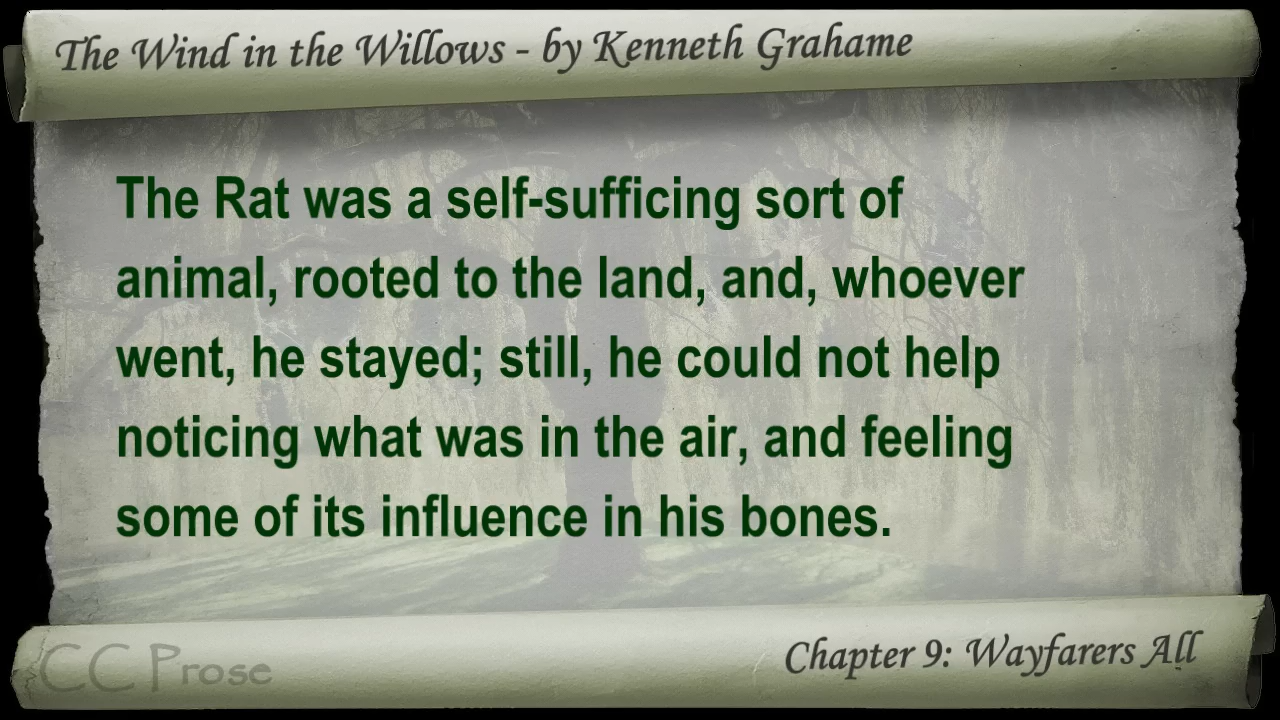 The Wind in the Willows - by Kenneth Grahame
The Rat was a self-sufficing sort of
animal, rooted to the land, and, whoever
went, he stayed; still, he could not help
noticing what was in the air, and feeling
some of its influence in his bones.
CC Prose
Chapter 9: Wayfarers All